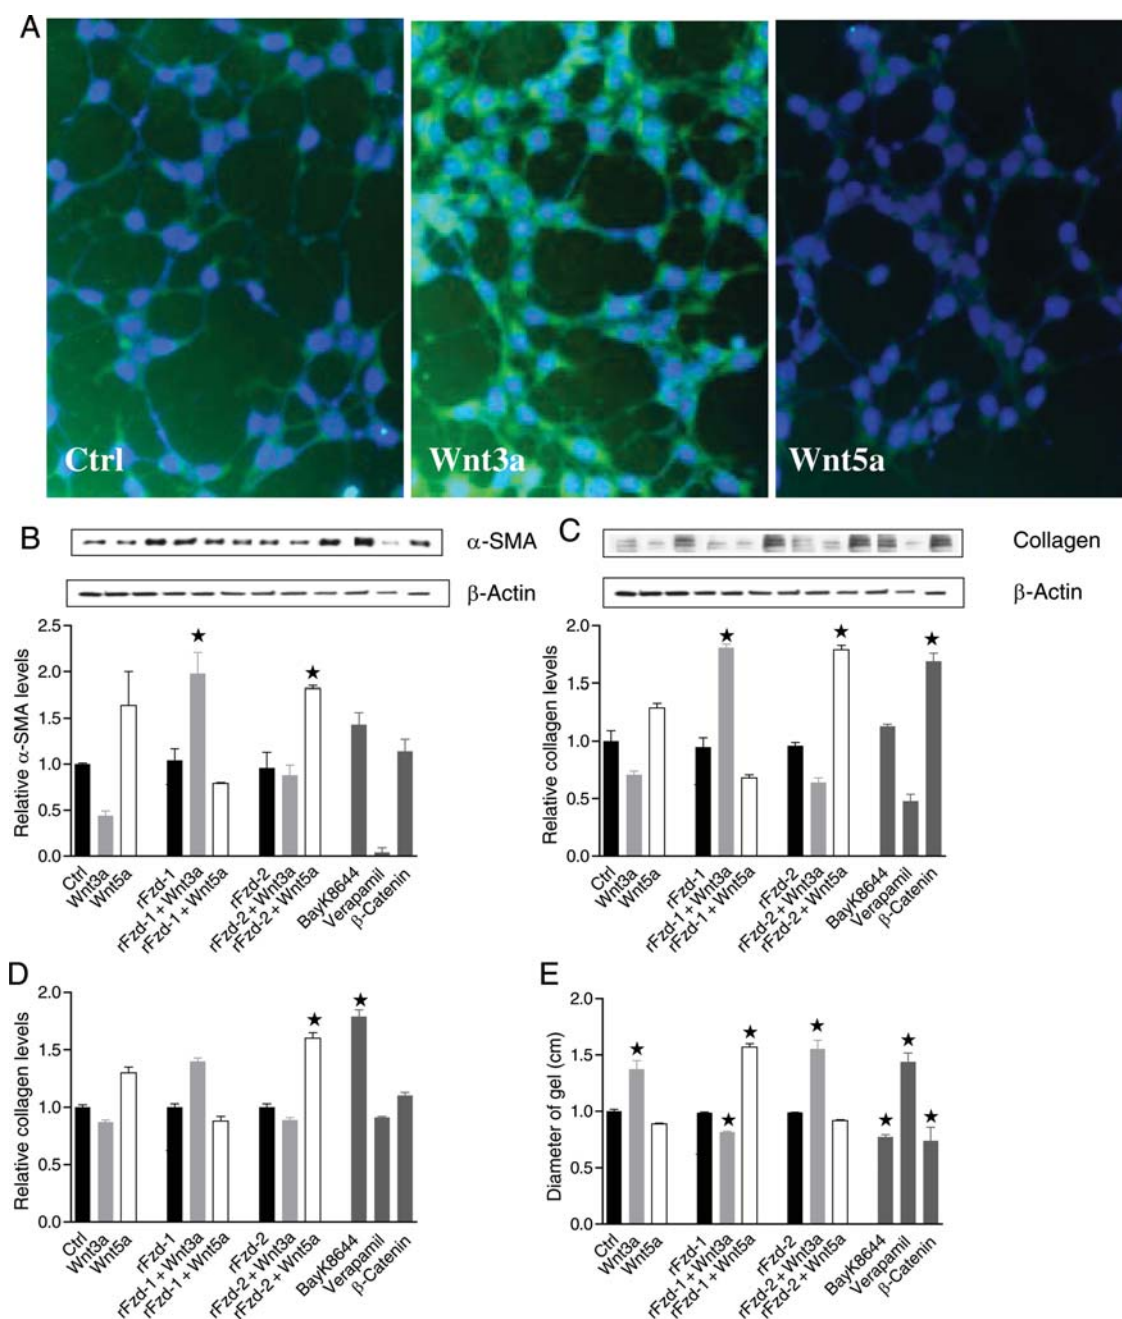 A
Ctrl
Wnt3a
Wnt5a
B
α-SMA
β-Actin
2.5
2.0
1.5
1.0
0.5
0.0
Relative α-SMA levels
Ctrl
Wnt3a
Wnt5a
rFzd-1
rFzd-1 + Wnt3a
rFzd-1 + Wnt5a
rFzd-2
rFzd-2 + Wnt3a
rFzd-2 + Wnt5a
BayK8644
Verapamil
β-Catenin
C
Collagen
β-Actin
2.0
1.5
1.0
0.5
0.0
Relative collagen levels
Ctrl
Wnt3a
Wnt5a
rFzd-1
rFzd-1 + Wnt3a
rFzd-1 + Wnt5a
rFzd-2
rFzd-2 + Wnt3a
rFzd-2 + Wnt5a
BayK8644
Verapamil
β-Catenin
D
2.0
1.5
1.0
0.5
0.0
Relative collagen levels
Ctrl
Wnt3a
Wnt5a
rFzd-1
rFzd-1 + Wnt3a
rFzd-1 + Wnt5a
rFzd-2
rFzd-2 + Wnt3a
rFzd-2 + Wnt5a
BayK8644
Verapamil
β-Catenin
E
2.0
1.5
1.0
0.5
0.0
Diameter of gel (cm)
Ctrl
Wnt3a
Wnt5a
rFzd-1
rFzd-1 + Wnt3a
rFzd-1 + Wnt5a
rFzd-2
rFzd-2 + Wnt3a
rFzd-2 + Wnt5a
BayK8644
Verapamil
β-Catenin